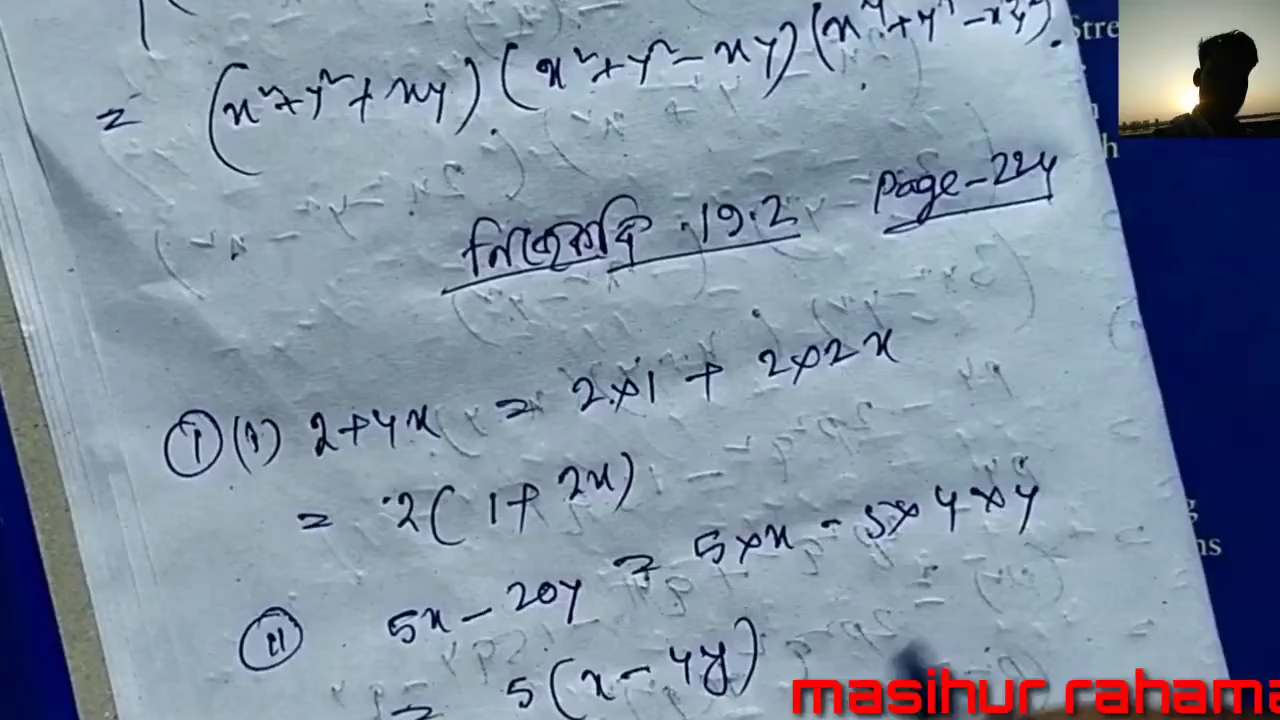 = (x²+y²+xy) (x²+y²-xy) (x⁴+y⁴-x²y²).
নিজে করি 19.2 Page-224
① (i) 2+4x = 2×1 + 2×2x
= 2(1+2x)
ii 5x-20y = 5×x - 5×4×y
= 5(x-4y)
masihur rahama